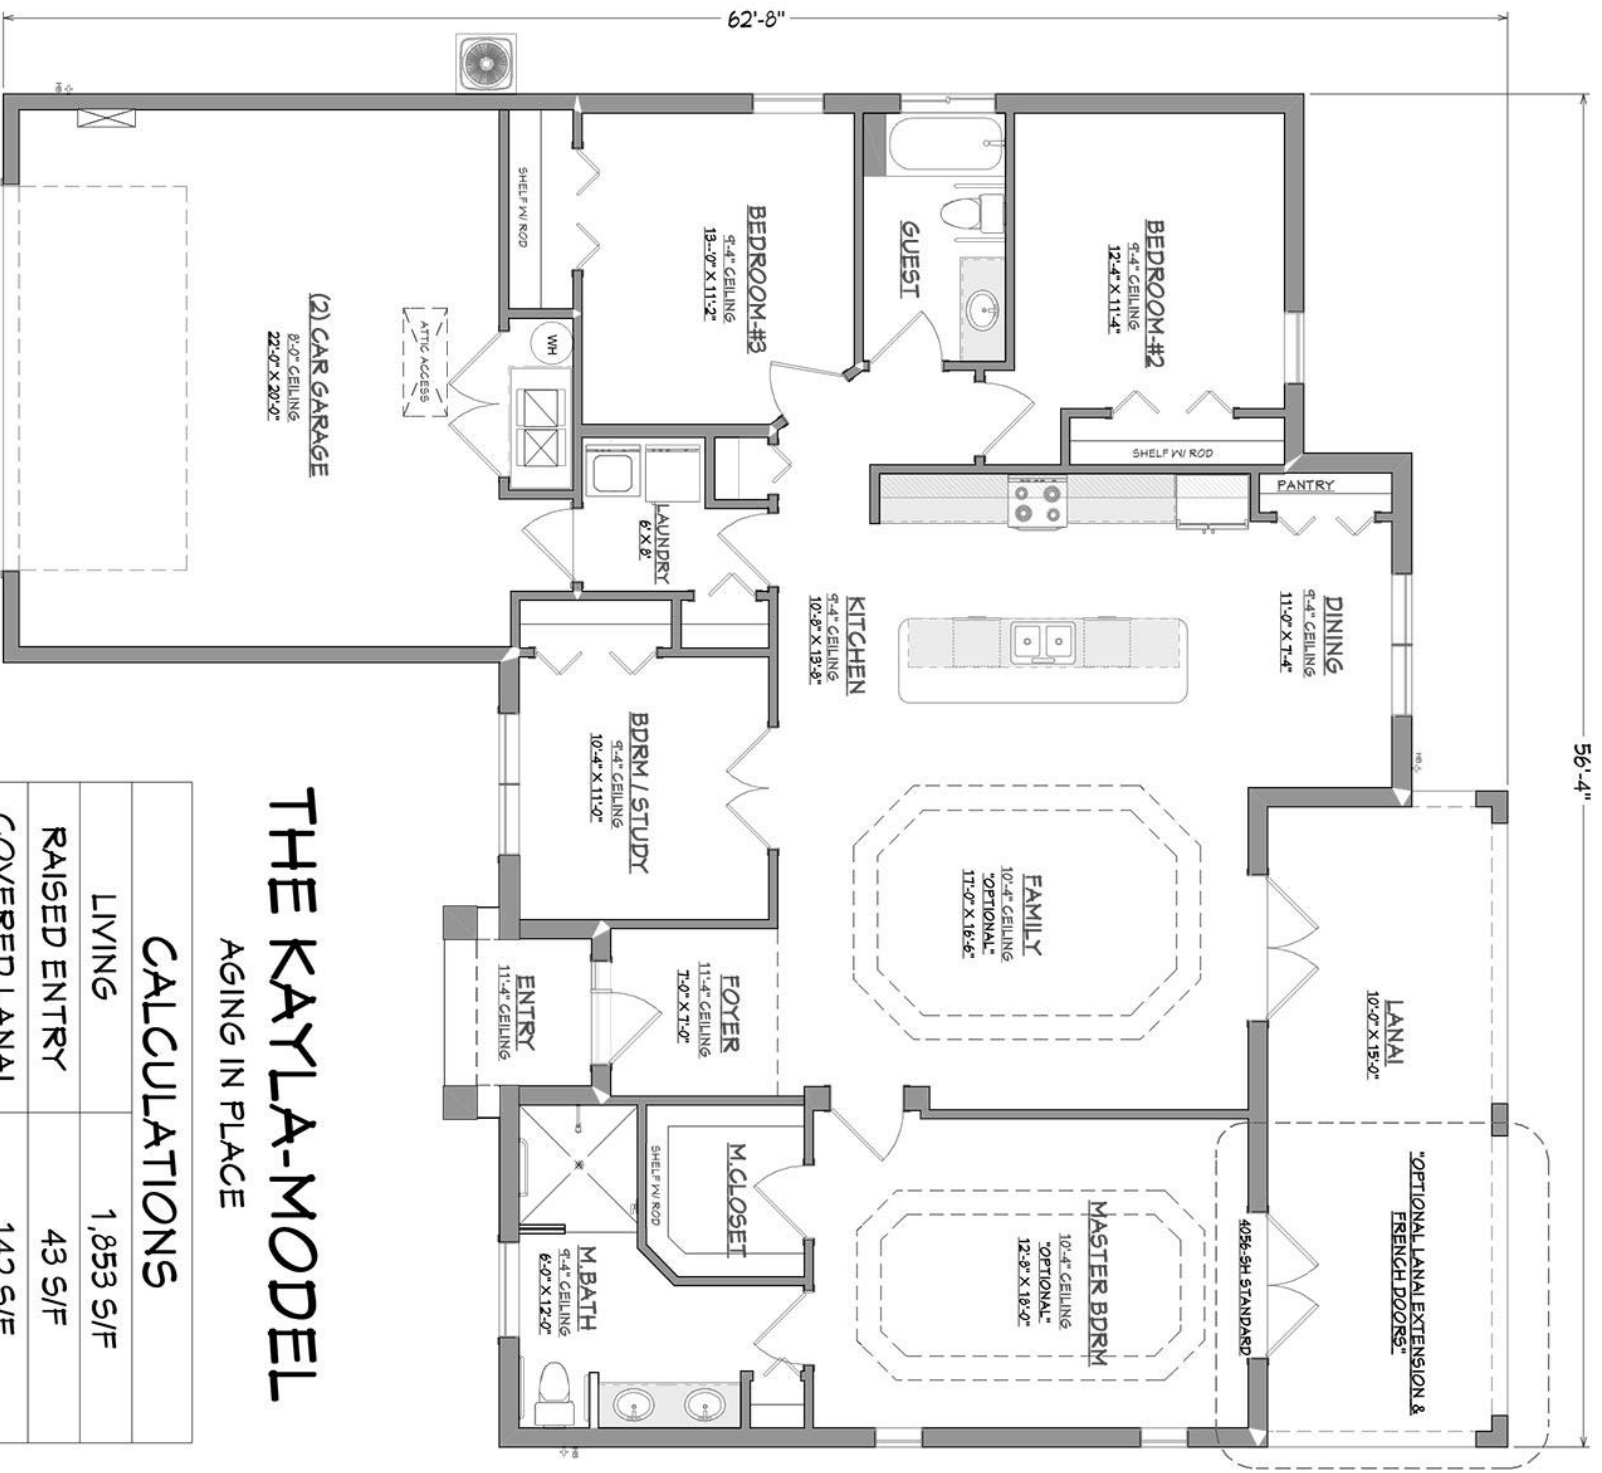 62'-8"
56'-4"
HB
BEDROOM-#2
9'-4" CEILING
12'-4" X 11'-4"
SHELF W/ ROD
GUEST
BEDROOM-#3
9'-4" CEILING
13'-0" X 11'-2"
SHELF W/ ROD
WH
ATTIC ACCESS
(2) CAR GARAGE
8'-0" CEILING
22'-0" X 20'-0"
PANTRY
DINING
9'-4" CEILING
11'-0" X 7'-4"
HB
KITCHEN
9'-4" CEILING
10'-8" X 13'-8"
LAUNDRY
6' X 8'
BDRM / STUDY
9'-4" CEILING
10'-4" X 11'-0"
FAMILY
10'-4" CEILING
"OPTIONAL"
17'-0" X 16'-6"
LANAI
10'-0" X 15'-0"
FOYER
11'-4" CEILING
7'-0" X 7'-0"
ENTRY
11'-4" CEILING
"OPTIONAL LANAI EXTENSION &
FRENCH DOORS"
4056-SH STANDARD
MASTER BDRM
10'-4" CEILING
"OPTIONAL"
12'-8" X 18'-0"
M.CLOSET
SHELF W/ ROD
M.BATH
9'-4" CEILING
6'-0" X 12'-0"
HB
THE KAYLA-MODEL
AGING IN PLACE
CALCULATIONS
LIVING 1,853 S/F
RAISED ENTRY 43 S/F
COVERED LANAI 142 S/F